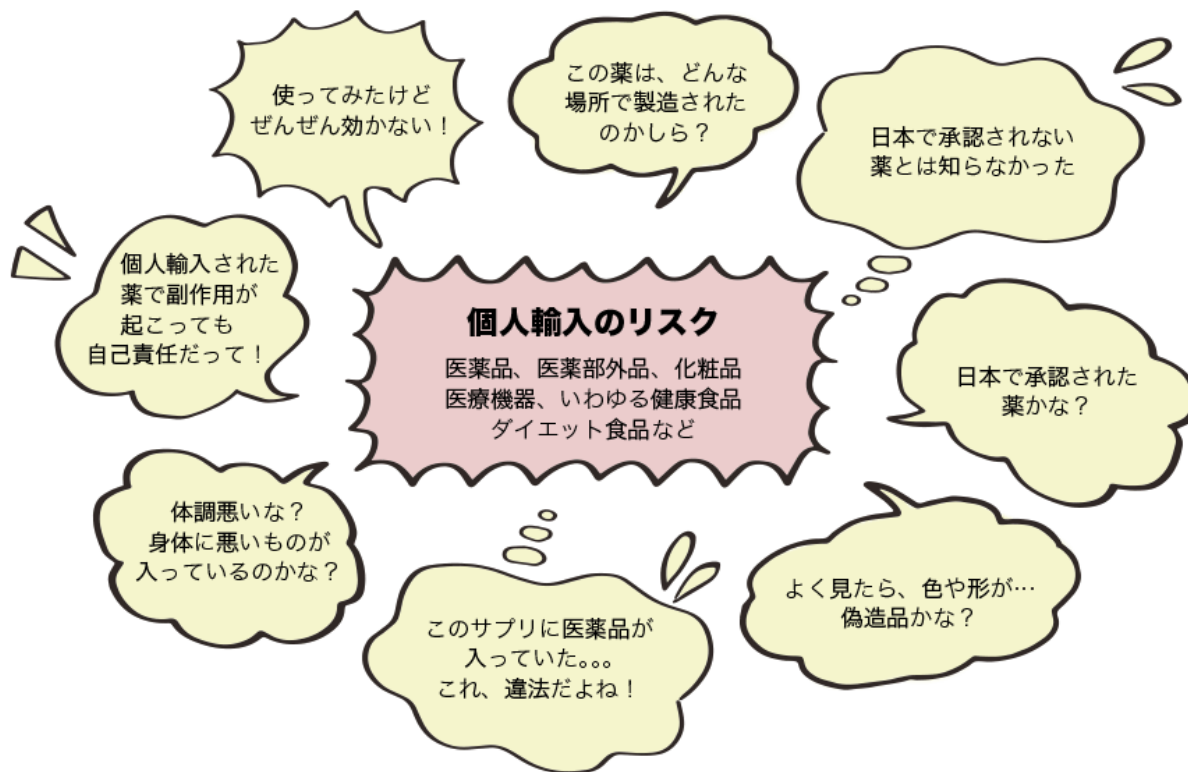 使ってみたけど
ぜんぜん効かない！
この薬は、どんな
場所で製造された
のかしら？
日本で承認されない
薬とは知らなかった
個人輸入された
薬で副作用が
起こっても
自己責任だって！
個人輸入のリスク
医薬品、医薬部外品、化粧品
医療機器、いわゆる健康食品
ダイエット食品など
日本で承認された
薬かな？
体調悪いな？
身体に悪いものが
入っているのかな？
このサプリに医薬品が
入っていた。。。
これ、違法だよね！
よく見たら、色や形が…
偽造品かな？